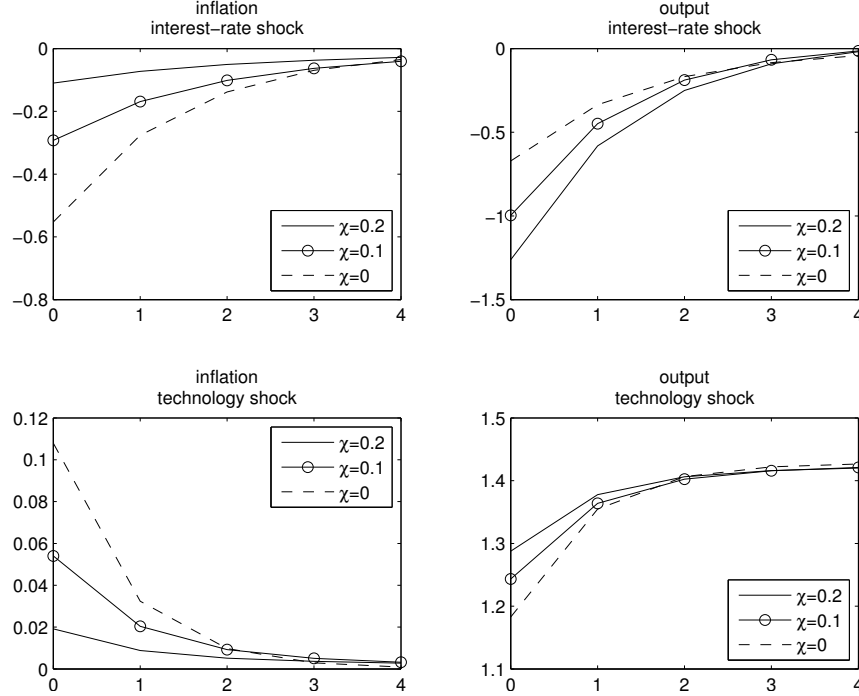 inflation
interest−rate shock
0
−0.2
−0.4
−0.6
−0.8
0 1 2 3 4
χ=0.2
χ=0.1
χ=0
output
interest−rate shock
0
−0.5
−1
−1.5
0 1 2 3 4
χ=0.2
χ=0.1
χ=0
inflation
technology shock
0.12
0.1
0.08
0.06
0.04
0.02
0
0 1 2 3 4
χ=0.2
χ=0.1
χ=0
output
technology shock
1.5
1.4
1.3
1.2
1.1
0 1 2 3 4
χ=0.2
χ=0.1
χ=0